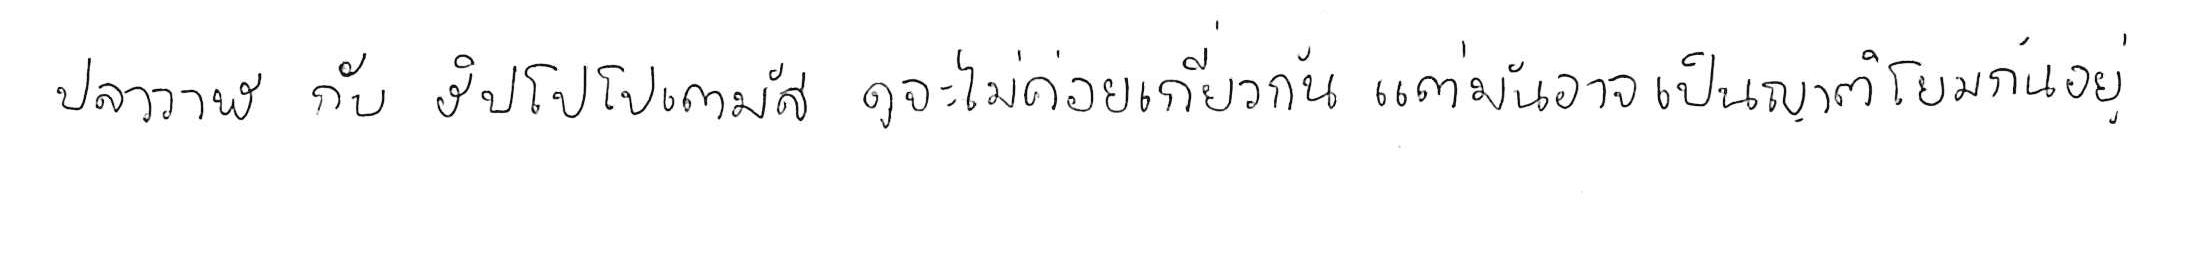 ปลาวาฬ กับ ฮิปโปโปเตามัส ดูจะไม่ค่อยเกี่ยวกัน แต่มันอาจเป็นญาติโยมกันอยู่